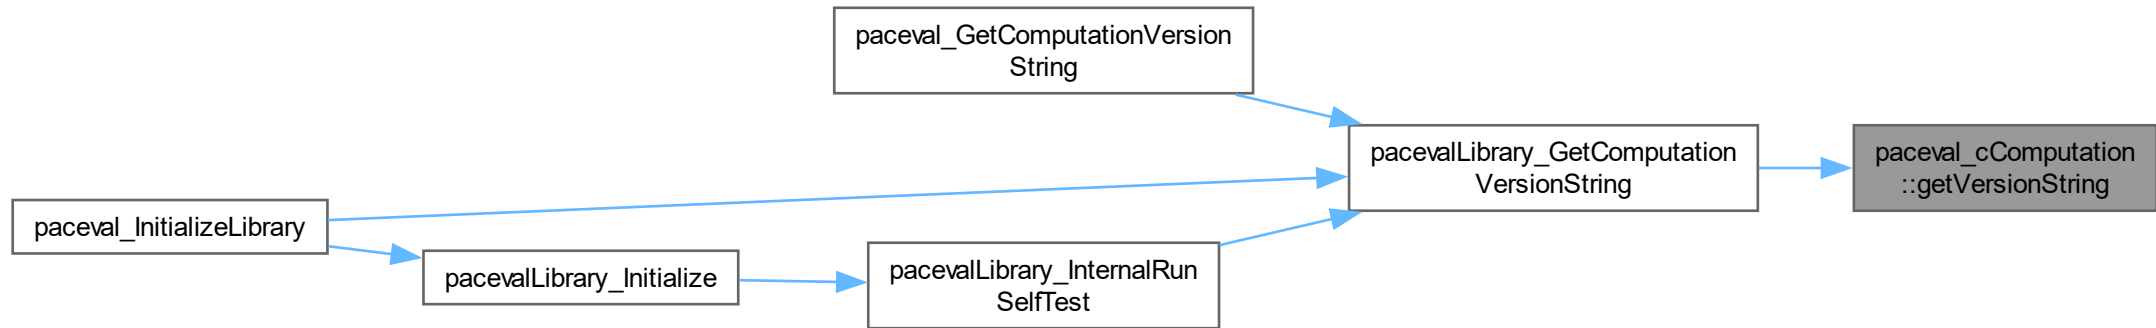 paceval_GetComputationVersion
String
pacevalLibrary_GetComputation
VersionString
paceval_cComputation
::getVersionString
paceval_InitializeLibrary
pacevalLibrary_Initialize
pacevalLibrary_InternalRun
SelfTest